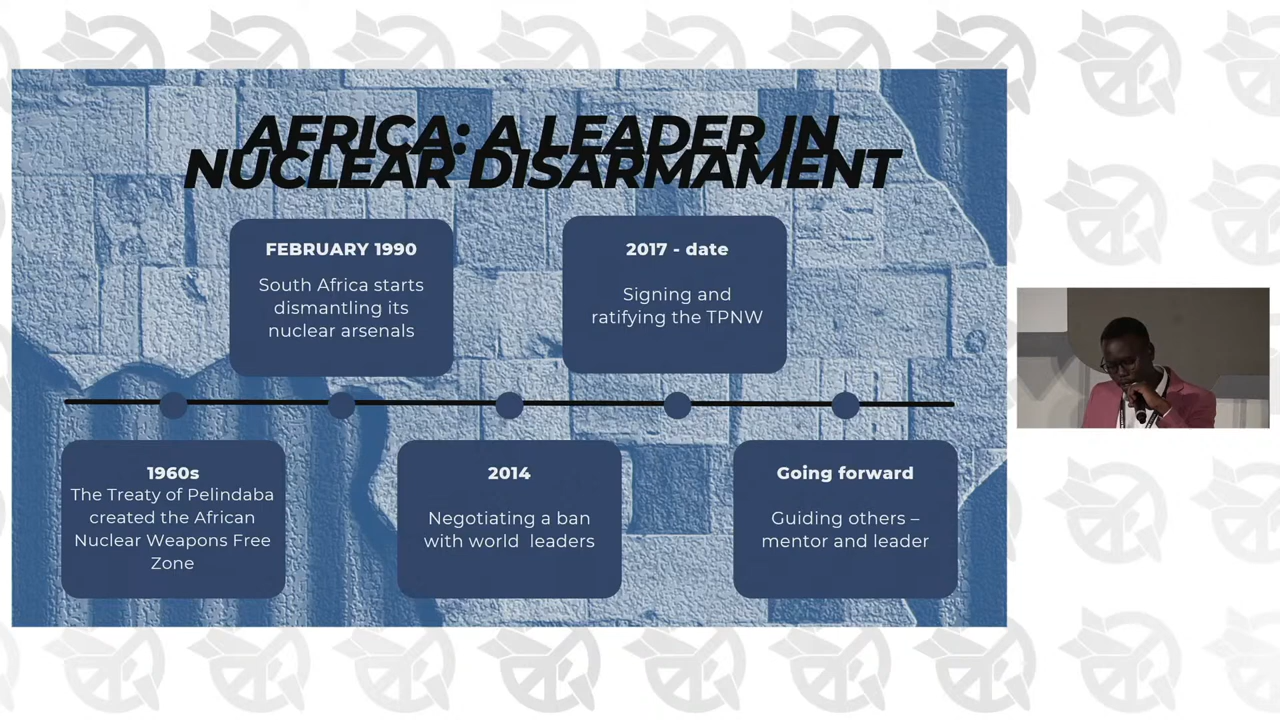 AFRICA: A LEADER IN
NUCLEAR DISARMAMENT
FEBRUARY 1990
South Africa starts
dismantling its
nuclear arsenals
2017 - date
Signing and
ratifying the TPNW
1960s
The Treaty of Pelindaba
created the African
Nuclear Weapons Free
Zone
2014
Negotiating a ban
with world leaders
Going forward
Guiding others –
mentor and leader